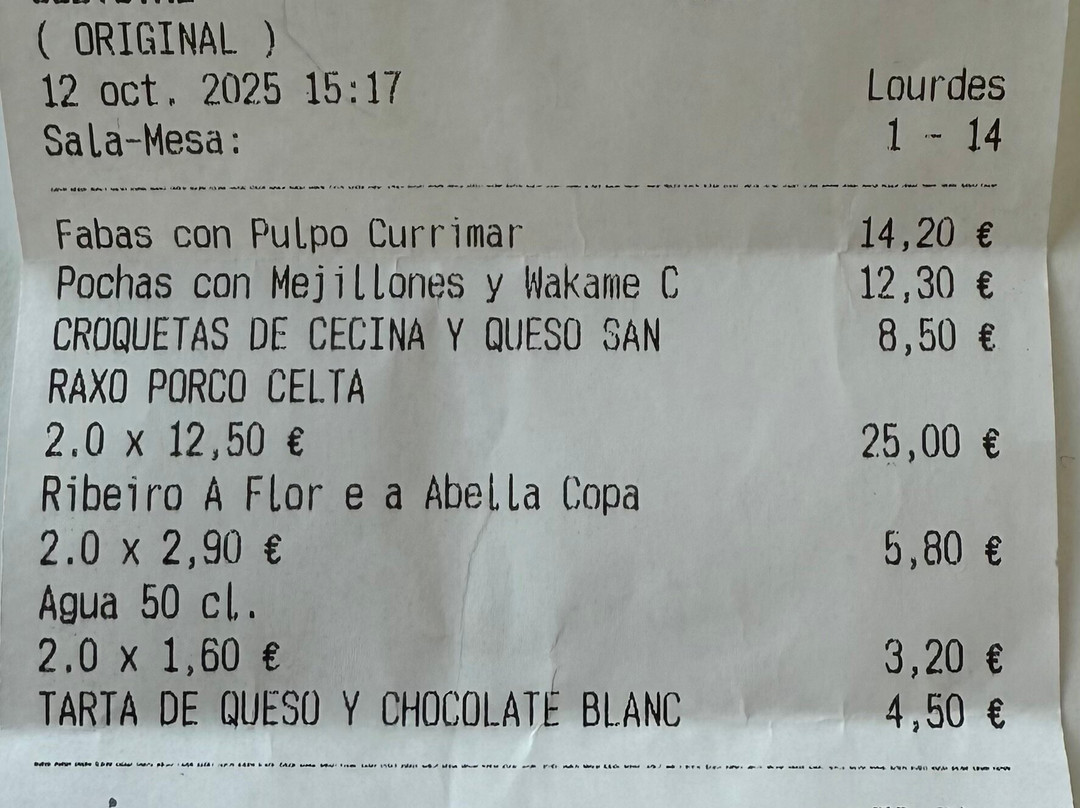 ( ORIGINAL )
12 oct. 2025 15:17 Lourdes
Sala-Mesa: 1 - 14
Fabas con Pulpo Currimar 14,20 €
Pochas con Mejillones y Wakame C 12,30 €
CROQUETAS DE CECINA Y QUESO SAN 8,50 €
RAXO PORCO CELTA
2.0 x 12,50 € 25,00 €
Ribeiro A Flor e a Abella Copa
2.0 x 2,90 € 5,80 €
Agua 50 cl.
2.0 x 1,60 € 3,20 €
TARTA DE QUESO Y CHOCOLATE BLANC 4,50 €